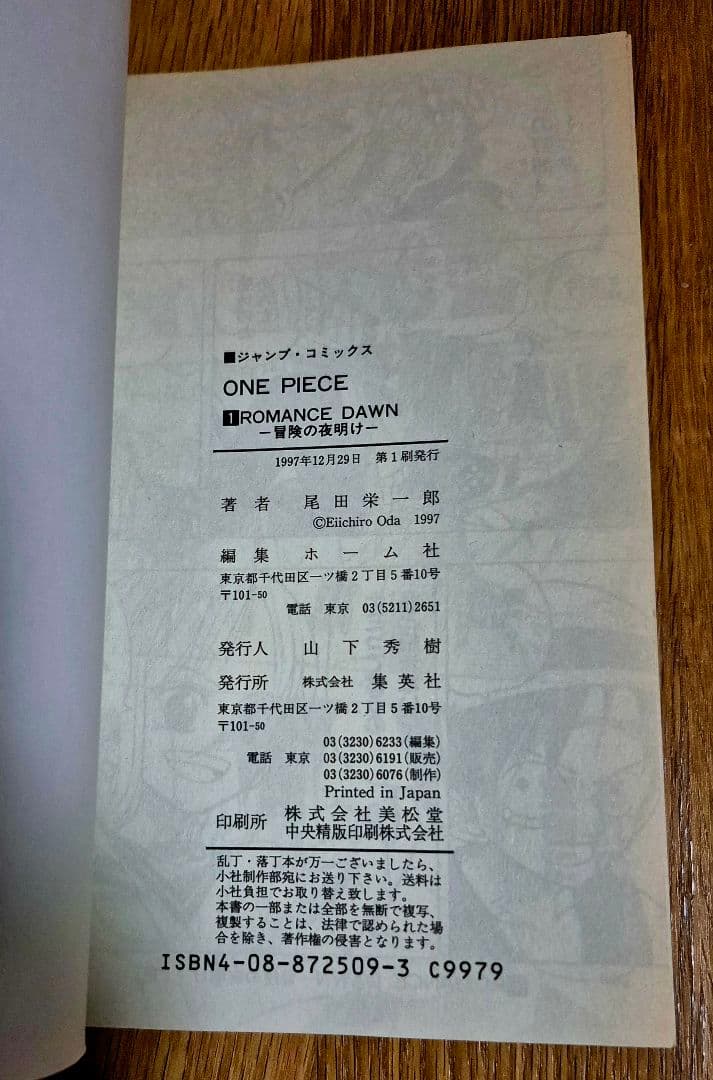 ■ジャンプ・コミックス
ONE PIECE
1 ROMANCE DAWN
―冒険の夜明け―
1997年12月29日 第1刷発行
著者 尾田栄一郎
©Eiichiro Oda 1997
編集 ホーム社
東京都千代田区一ツ橋2丁目5番10号
〒101-50
電話 東京 03(5211)2651
発行人 山下秀樹
発行所 株式会社 集英社
東京都千代田区一ツ橋2丁目5番10号
〒101-50
03(3230)6233(編集)
電話 東京 03(3230)6191(販売)
03(3230)6076(制作)
Printed in Japan
印刷所 株式会社美松堂
中央精版印刷株式会社
乱丁・落丁本が万一ございましたら、
小社制作部宛にお送り下さい。送料は
小社負担でお取り替え致します。
本書の一部または全部を無断で複写、
複製することは、法律で認められた場
合を除き、著作権の侵害となります。
ISBN4-08-872509-3 C9979